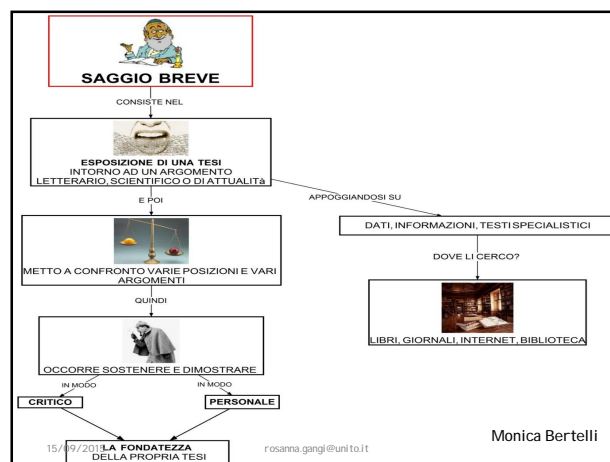 SAGGIO BREVE
CONSISTE NEL
ESPOSIZIONE DI UNA TESI
INTORNO AD UN ARGOMENTO
LETTERARIO, SCIENTIFICO O DI ATTUALITà
E POI
APPOGGIANDOSI SU
DATI, INFORMAZIONI, TESTI SPECIALISTICI
METTO A CONFRONTO VARIE POSIZIONI E VARI
ARGOMENTI
DOVE LI CERCO?
LIBRI, GIORNALI, INTERNET, BIBLIOTECA
QUINDI
OCCORRE SOSTENERE E DIMOSTRARE
IN MODO
IN MODO
CRITICO
PERSONALE
LA FONDATEZZA
DELLA PROPRIA TESI
15/09/2015
rosanna.gangi@unito.it
Monica Bertelli